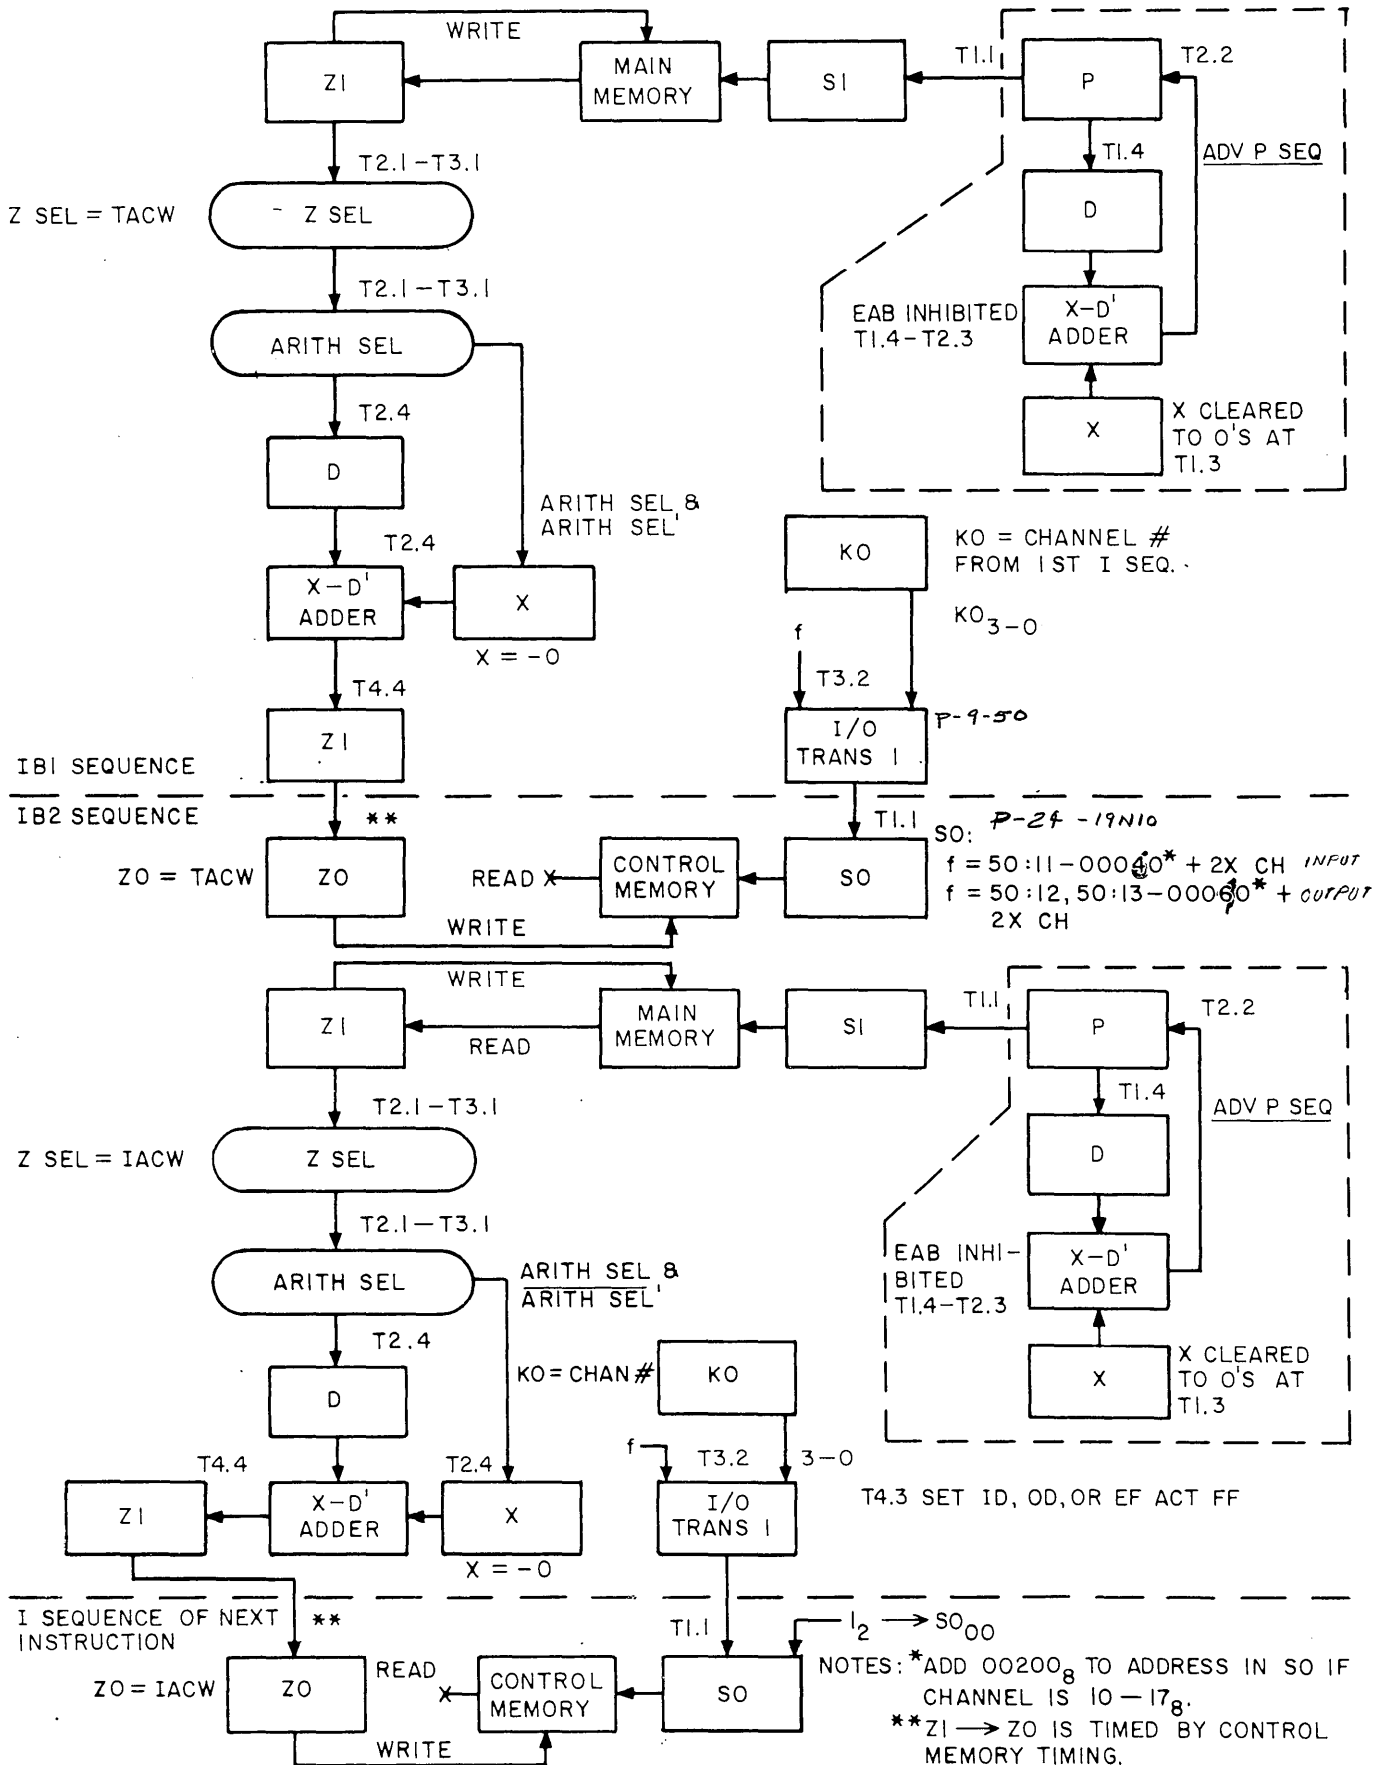 WRITE
Z1
MAIN
MEMORY
S1
T1.1
P
T2.2
T1.4
ADV P SEQ
D
EAB INHIBITED
T1.4-T2.3
X-D'
ADDER
X
X CLEARED
TO O'S AT
T1.3
T2.1-T3.1
Z SEL = TACW
Z SEL
T2.1-T3.1
ARITH SEL
T2.4
D
ARITH SEL &
ARITH SEL'
T2.4
X-D'
ADDER
X
X = -0
T4.4
Z1
KO
KO = CHANNEL #
FROM 1ST I SEQ.
KO3-0
f
T3.2
I/O
TRANS 1
P-9-50
IB1 SEQUENCE
IB2 SEQUENCE
**
T1.1
ZO = TACW
ZO
READ X
CONTROL
MEMORY
SO
WRITE
SO:
P-24 -19N10
f = 50:11-00040* + 2X CH INPUT
f = 50:12, 50:13-00060* + OUTPUT
2X CH
WRITE
Z1
READ
MAIN
MEMORY
S1
T1.1
P
T2.2
T1.4
ADV P SEQ
D
EAB INHI-
BITED
T1.4-T2.3
X-D'
ADDER
X
X CLEARED
TO O'S AT
T1.3
T2.1-T3.1
Z SEL = IACW
Z SEL
T2.1-T3.1
ARITH SEL
ARITH SEL &
ARITH SEL'
T2.4
D
KO = CHAN #
KO
f
T3.2
3-0
T4.4
T2.4
Z1
X-D'
ADDER
X
X = -0
I/O
TRANS 1
T4.3 SET ID, OD, OR EF ACT FF
I SEQUENCE OF NEXT
INSTRUCTION
**
T1.1
I2 → SO00
ZO = IACW
ZO
READ
X
CONTROL
MEMORY
SO
WRITE
NOTES: *ADD 002008 TO ADDRESS IN SO IF
CHANNEL IS 10-178.
**Z1 → ZO IS TIMED BY CONTROL
MEMORY TIMING.